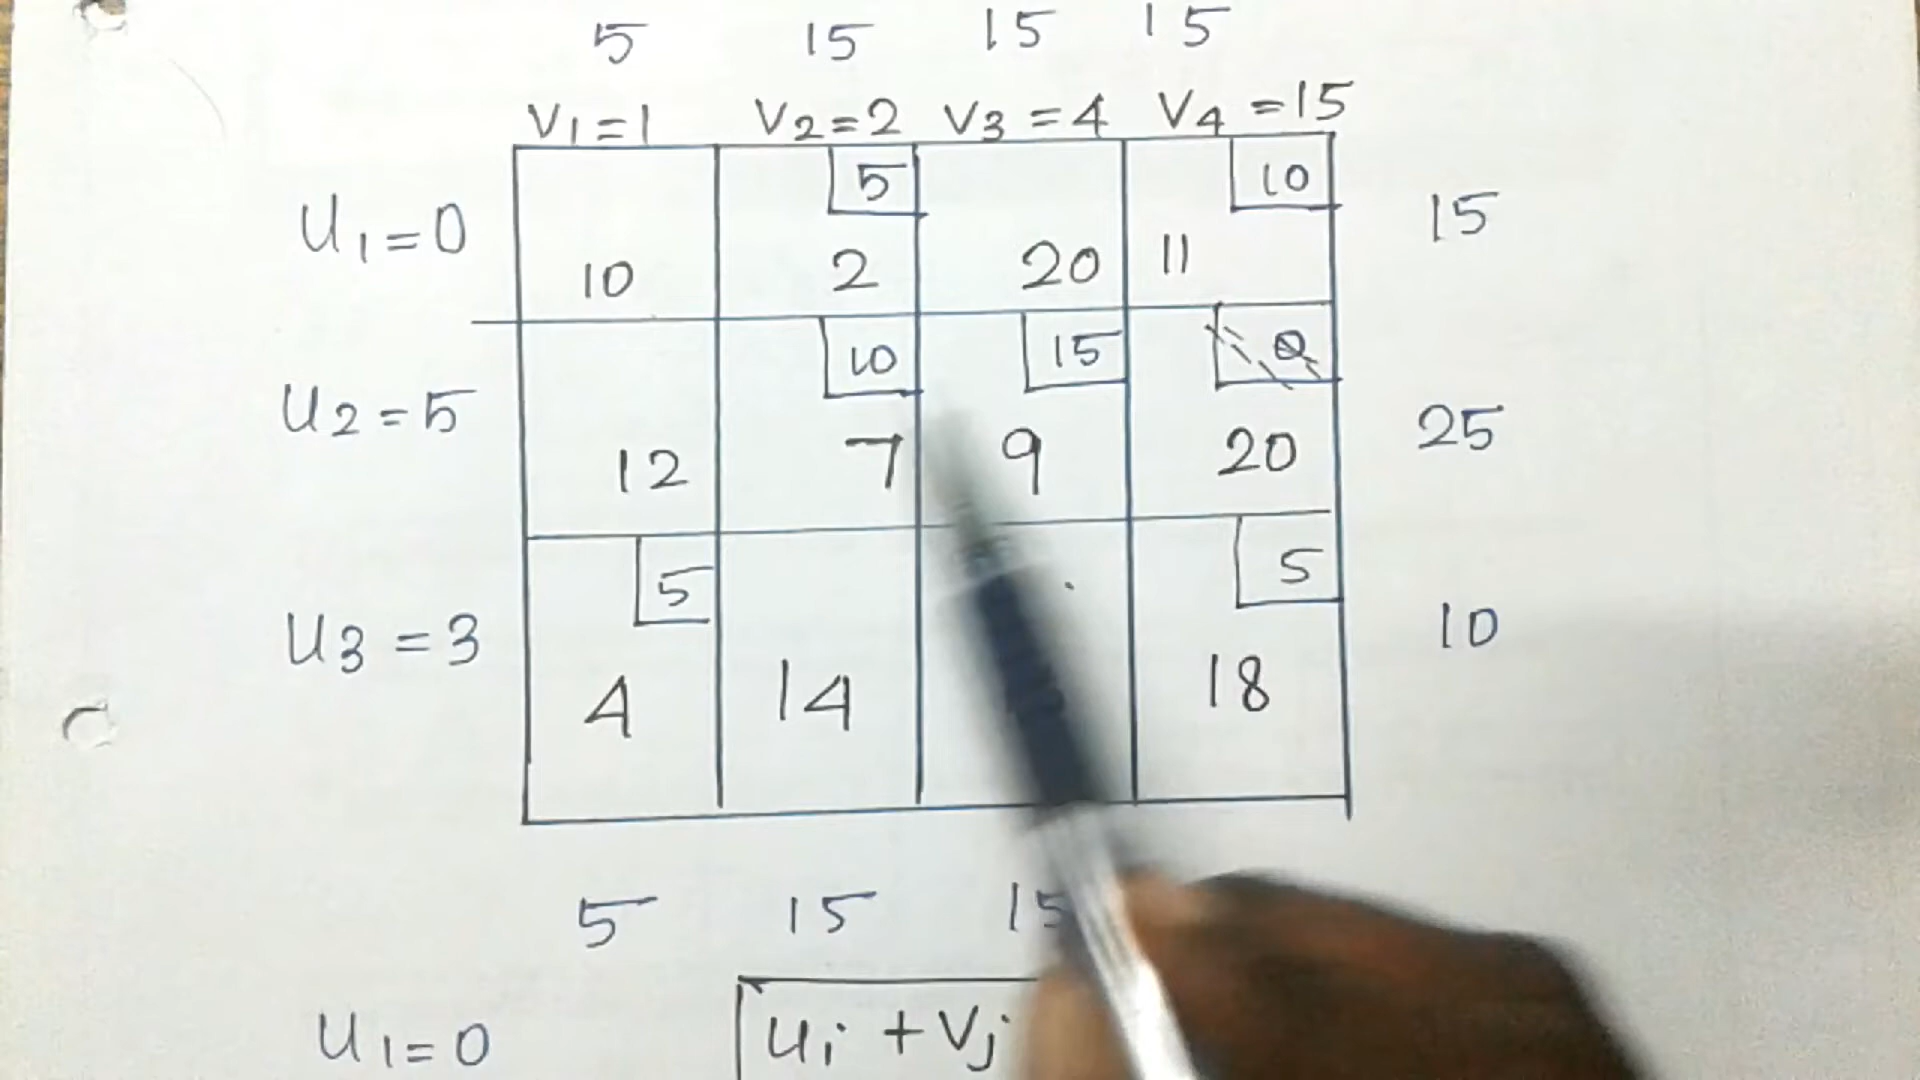 5 15 15 15
V1=1 V2=2 V3=4 V4=15
5 10
U1=0 10 2 20 11 15
10 15 0
U2=5 12 7 9 20 25
5 5
U3=3 4 14 18 10
5 15 15
U1=0 ui + Vj